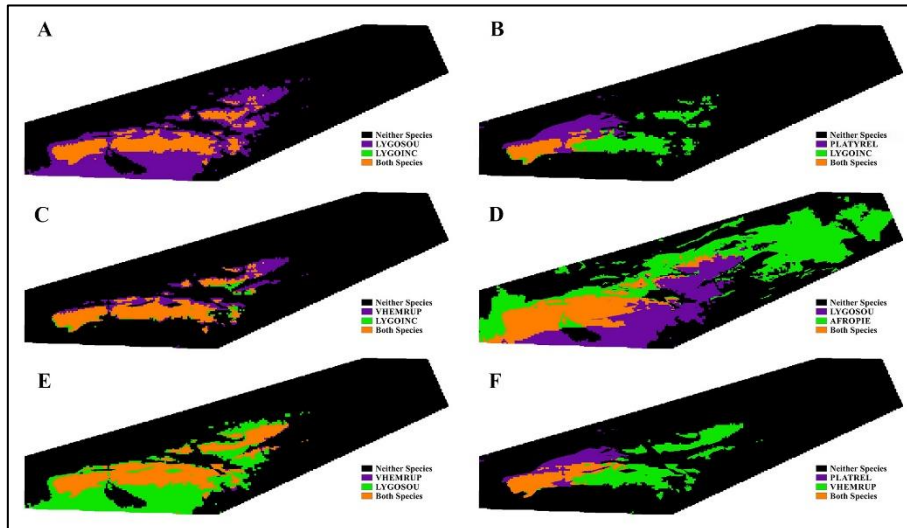 A
Neither Species
LYGOSOU
LYGOINC
Both Species
B
Neither Species
PLATYREL
LYGOINC
Both Species
C
Neither Species
VHEMRUP
LYGOINC
Both Species
D
Neither Species
LYGOSOU
AFROPIE
Both Species
E
Neither Species
VHEMRUP
LYGOSOU
Both Species
F
Neither Species
PLATREL
VHEMRUP
Both Species